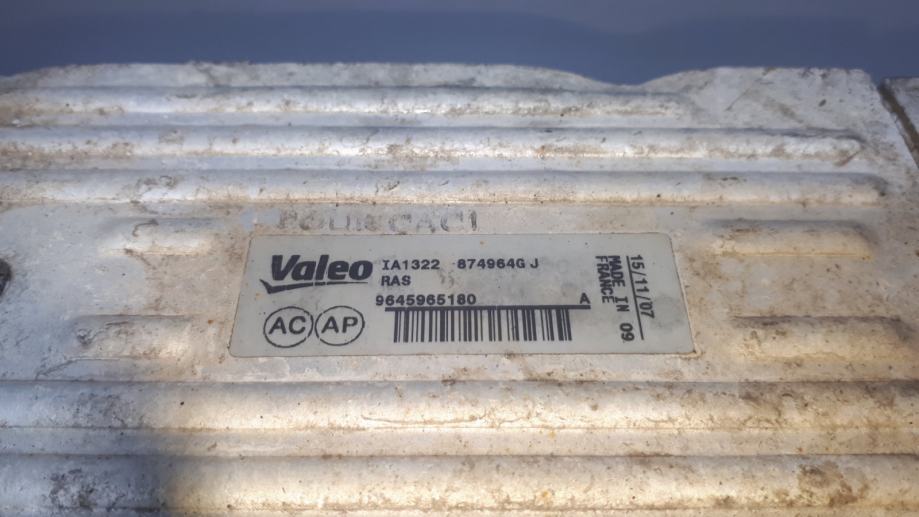 Valeo IA1322 874964G J
RAS
9645965180 A
AC AP
15/11/07
MADE IN 09
FRANCE